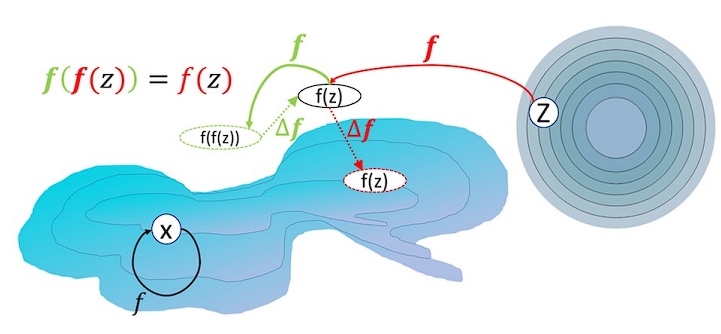 f
f
f(f(z)) = f(z)
f(z)
Z
f(f(z))
Δf
Δf
f(z)
x
f